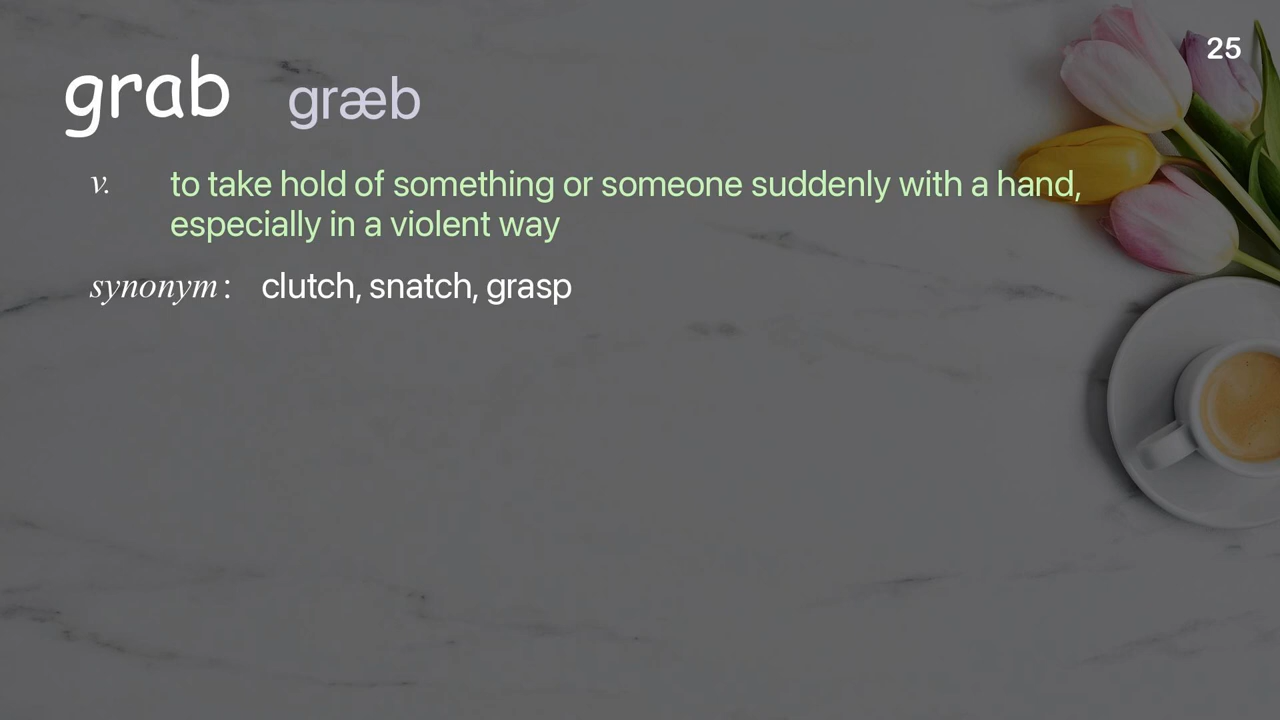 25
grab græb
v. to take hold of something or someone suddenly with a hand,
especially in a violent way
synonym : clutch, snatch, grasp